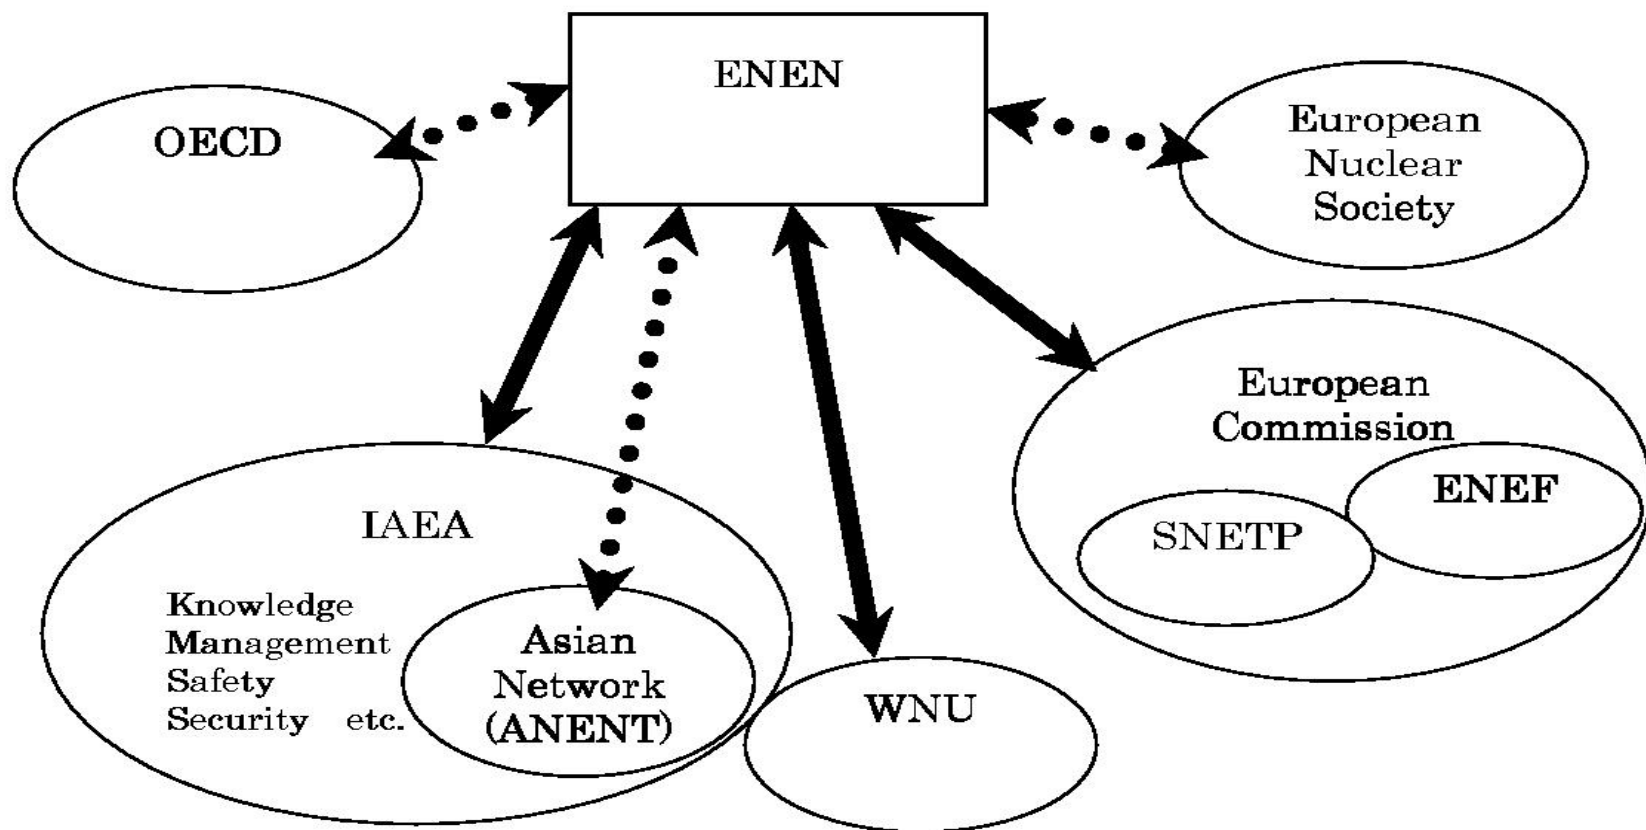 ENEN
OECD
European
Nuclear
Society
European
Commission
ENEF
SNETP
IAEA
Knowledge
Management
Safety
Security etc.
Asian
Network
(ANENT)
WNU